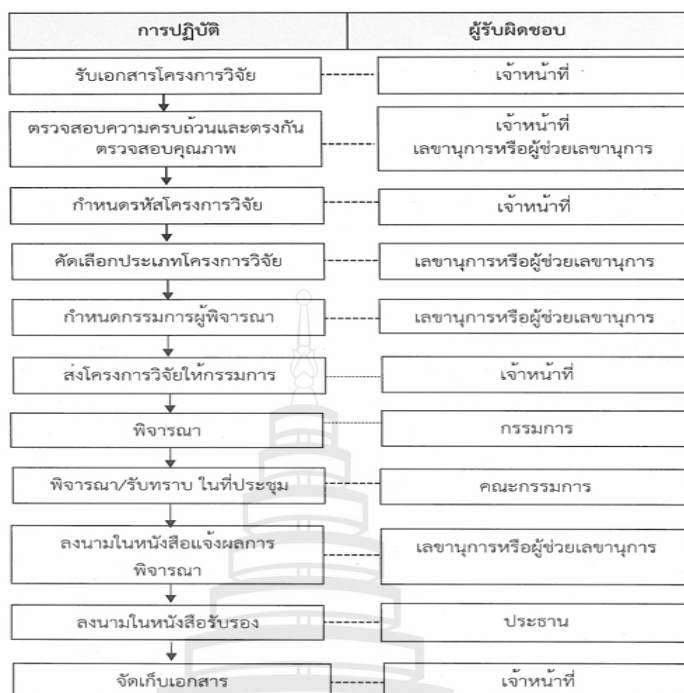 การปฏิบัติ
ผู้รับผิดชอบ
รับเอกสารโครงการวิจัย
เจ้าหน้าที่
ตรวจสอบความครบถ้วนและตรงกัน
ตรวจสอบคุณภาพ
เจ้าหน้าที่
เลขานุการหรือผู้ช่วยเลขานุการ
กำหนดรหัสโครงการวิจัย
เจ้าหน้าที่
คัดเลือกประเภทโครงการวิจัย
เลขานุการหรือผู้ช่วยเลขานุการ
กำหนดกรรมการผู้พิจารณา
เลขานุการหรือผู้ช่วยเลขานุการ
ส่งโครงการวิจัยให้กรรมการ
เจ้าหน้าที่
พิจารณา
กรรมการ
พิจารณา/รับทราบ ในที่ประชุม
คณะกรรมการ
ลงนามในหนังสือแจ้งผลการ
พิจารณา
เลขานุการหรือผู้ช่วยเลขานุการ
ลงนามในหนังสือรับรอง
ประธาน
จัดเก็บเอกสาร
เจ้าหน้าที่